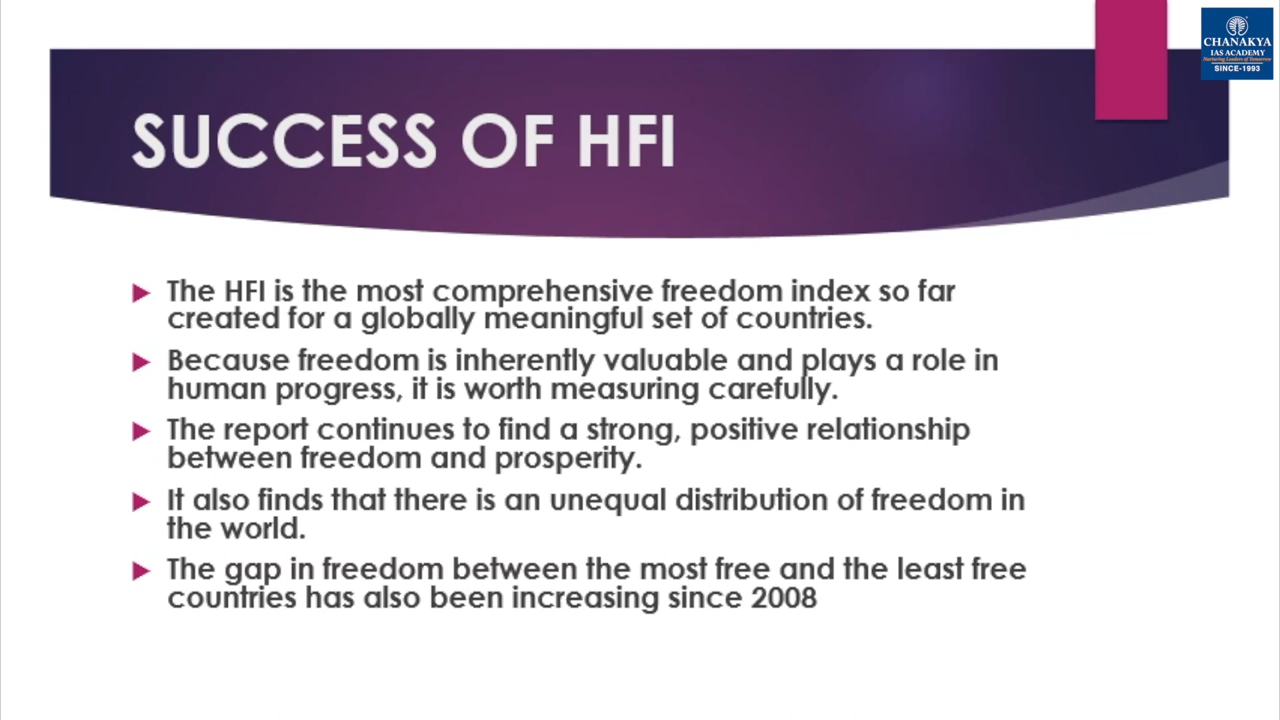 CHANAKYA
IAS ACADEMY
Nurturing Leaders of Tomorrow
SINCE-1993
SUCCESS OF HFI
The HFI is the most comprehensive freedom index so far
created for a globally meaningful set of countries.
Because freedom is inherently valuable and plays a role in
human progress, it is worth measuring carefully.
The report continues to find a strong, positive relationship
between freedom and prosperity.
It also finds that there is an unequal distribution of freedom in
the world.
The gap in freedom between the most free and the least free
countries has also been increasing since 2008